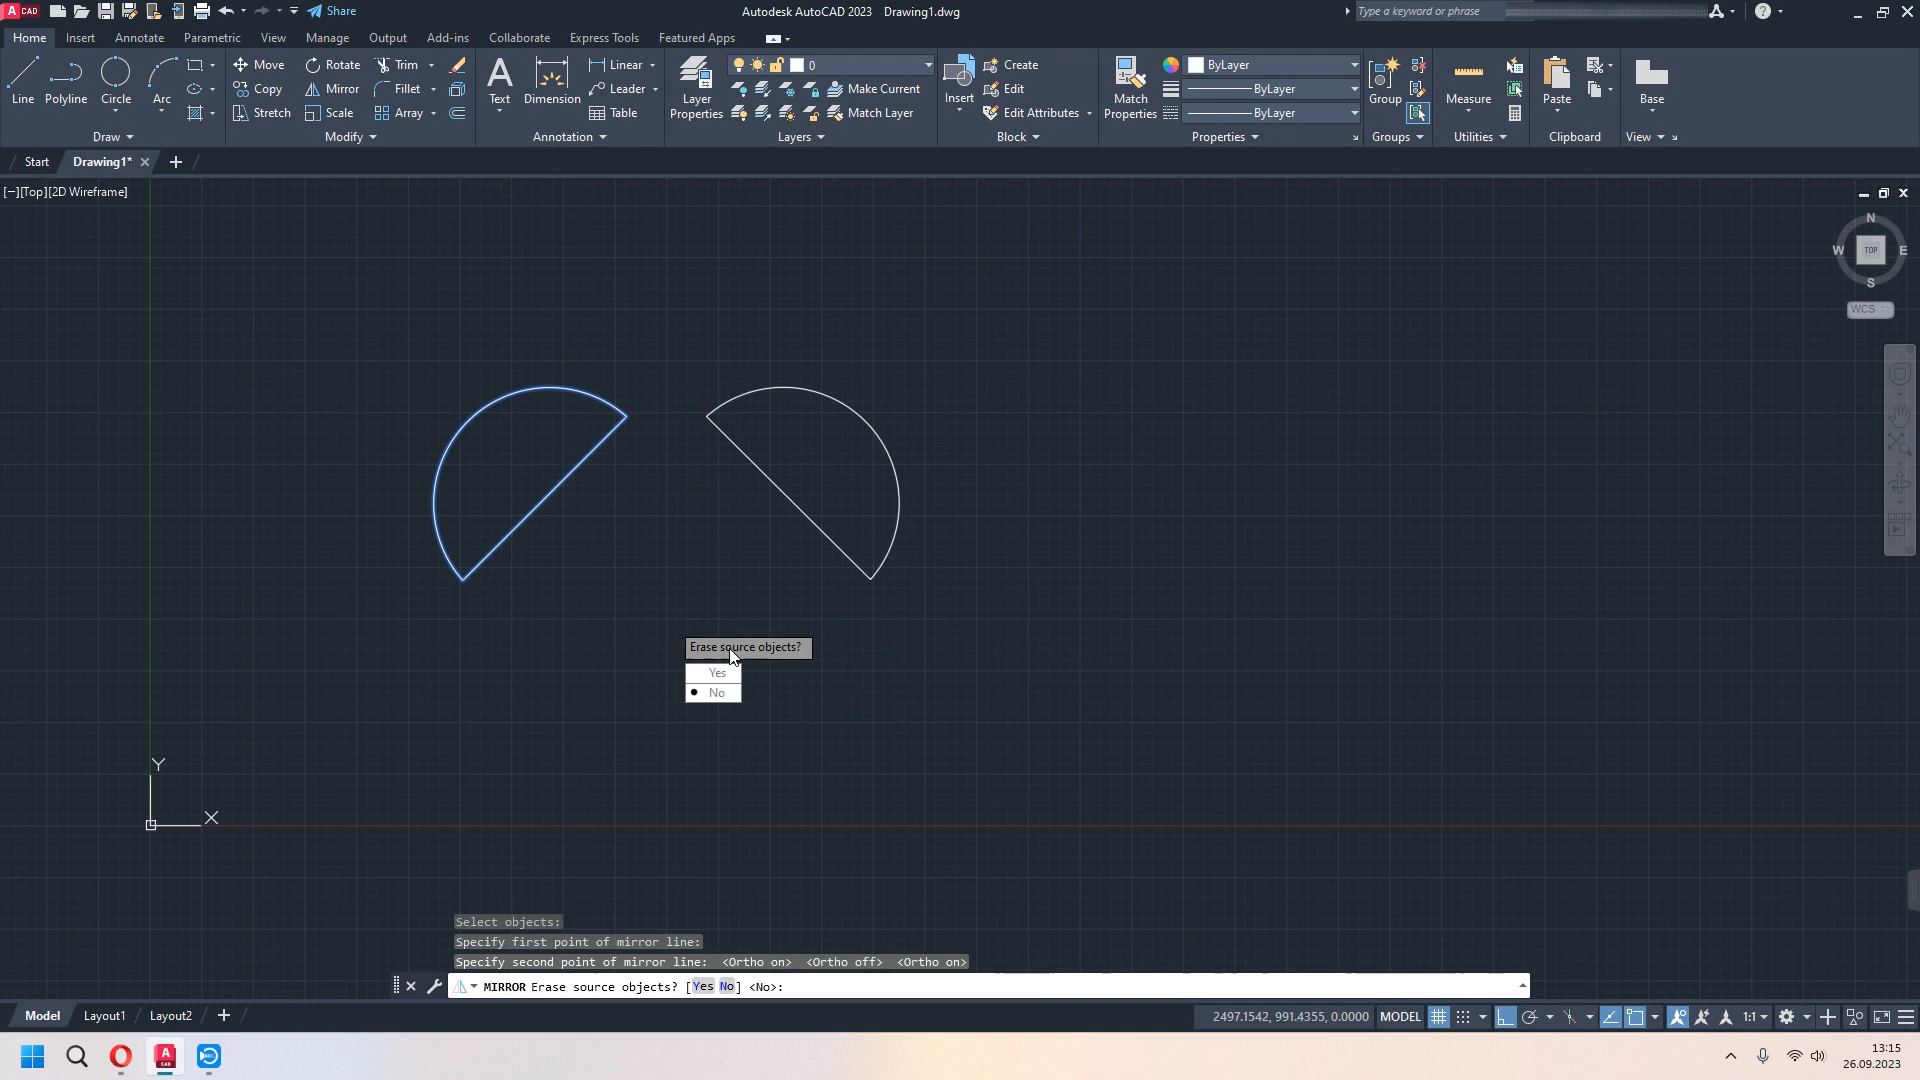 A CAD
Share
Autodesk AutoCAD 2023 Drawing1.dwg
Type a keyword or phrase
Home Insert Annotate Parametric View Manage Output Add-ins Collaborate Express Tools Featured Apps
Line
Polyline
Circle
Arc
Draw
Move
Rotate
Trim
Copy
Mirror
Fillet
Stretch
Scale
Array
Modify
Text
Dimension
Linear
Leader
Table
Annotation
Layer
Properties
0
Make Current
Match Layer
Layers
Insert
Create
Edit
Edit Attributes
Block
Match
Properties
ByLayer
ByLayer
ByLayer
Properties
Group
Groups
Measure
Utilities
Paste
Clipboard
Base
View
Start
Drawing1*
[−][Top][2D Wireframe]
N
W
TOP
E
S
WCS
Erase source objects?
Yes
No
Y
X
Select objects:
Specify first point of mirror line:
Specify second point of mirror line: <Ortho on> <Ortho off> <Ortho on>
MIRROR Erase source objects? [Yes No] <No>:
Model
Layout1
Layout2
2497.1542, 991.4355, 0.0000
MODEL
1:1
A CAD
13:15
26.09.2023